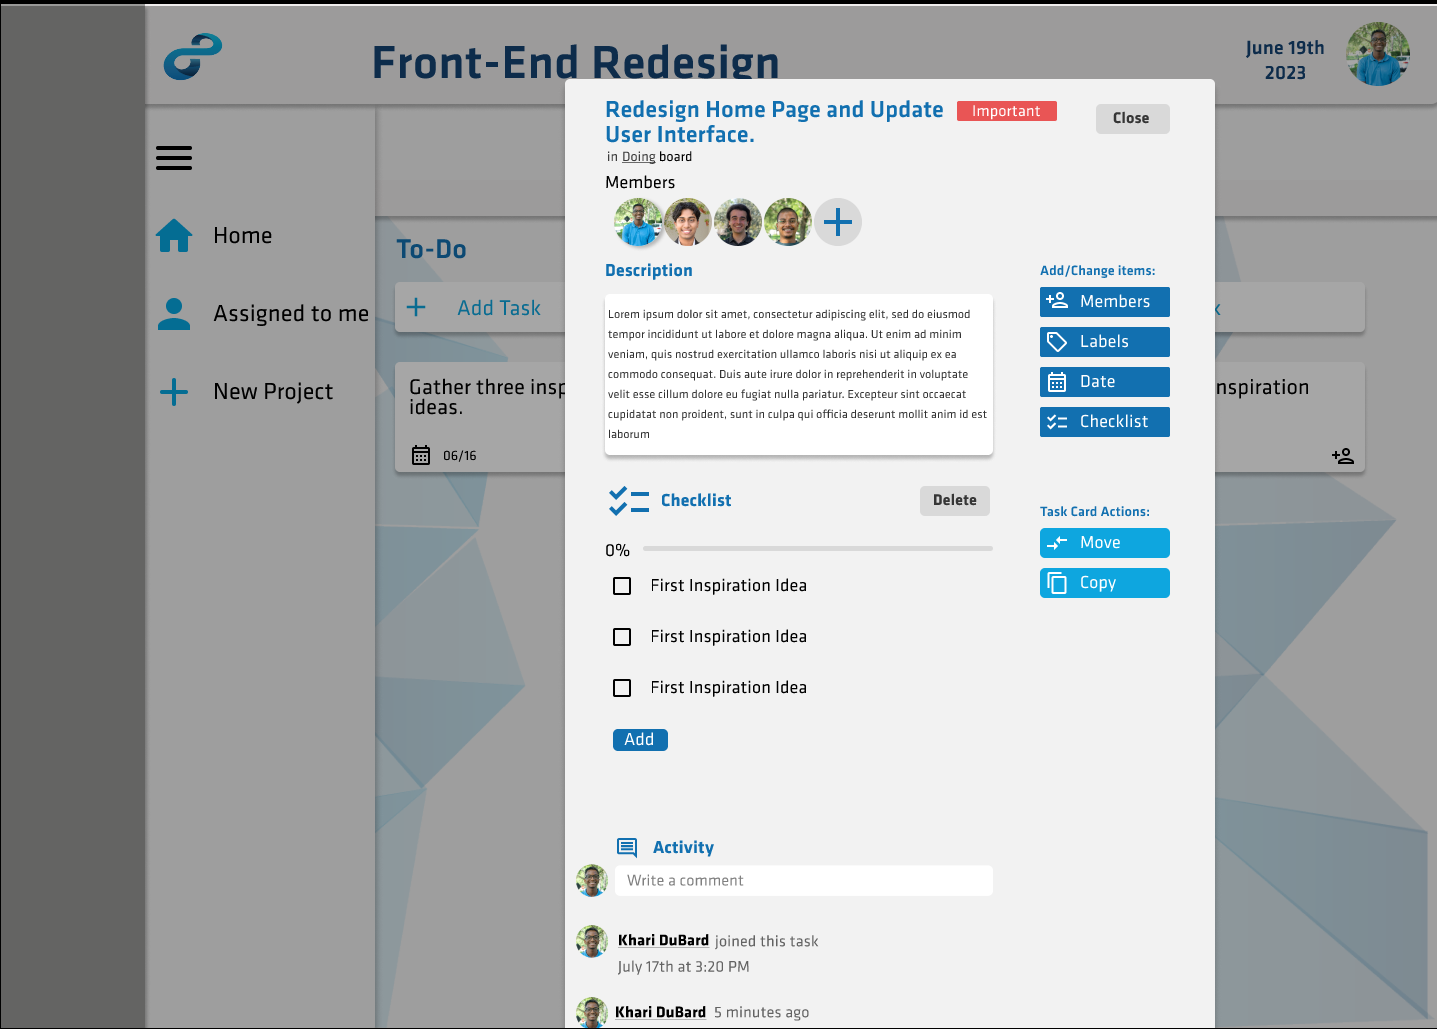 Front-End Redesign
June 19th
2023
Home
Assigned to me
New Project
To-Do
Add Task
Gather three insp
ideas.
06/16
Redesign Home Page and Update
User Interface.
Important
Close
in Doing board
Members
Description
Lorem ipsum dolor sit amet, consectetur adipiscing elit, sed do eiusmod
tempor incididunt ut labore et dolore magna aliqua. Ut enim ad minim
veniam, quis nostrud exercitation ullamco laboris nisi ut aliquip ex ea
commodo consequat. Duis aute irure dolor in reprehenderit in voluptate
velit esse cillum dolore eu fugiat nulla pariatur. Excepteur sint occaecat
cupidatat non proident, sunt in culpa qui officia deserunt mollit anim id est
laborum
Checklist
Delete
0%
First Inspiration Idea
First Inspiration Idea
First Inspiration Idea
Add
Activity
Write a comment
Khari DuBard joined this task
July 17th at 3:20 PM
Khari DuBard 5 minutes ago
Add/Change items:
Members
Labels
Date
Checklist
Task Card Actions:
Move
Copy
k
nspiration